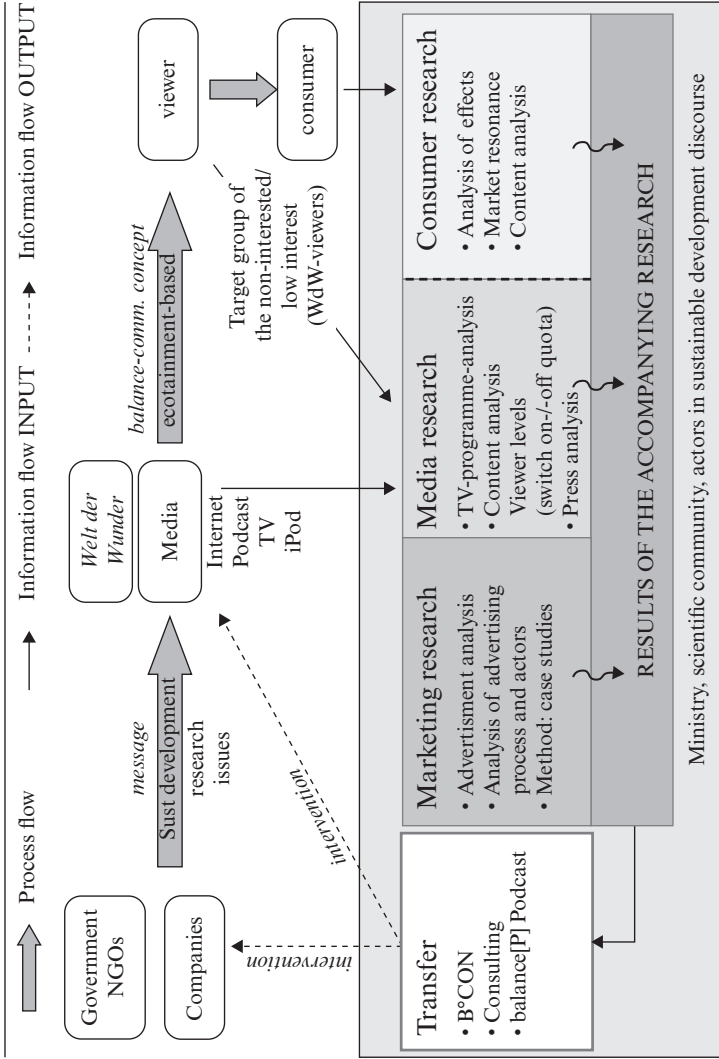 Process flow
Information flow INPUT
Information flow OUTPUT
Government
NGOs
Companies
message
Sust development
research
issues
Welt der
Wunder
Media
Internet
Podcast
TV
iPod
balance-comm. concept
ecotainment-based
viewer
consumer
Target group of
the non-interested/
low interest
(WdW-viewers)
intervention
intervention
Transfer
• B°CON
• Consulting
• balance[P] Podcast
Marketing research
• Advertisment analysis
• Analysis of advertising
process and actors
• Method: case studies
Media research
• TV-programme-analysis
• Content analysis
Viewer levels
(switch on-/-off quota)
• Press analysis
Consumer research
• Analysis of effects
• Market resonance
• Content analysis
RESULTS OF THE ACCOMPANYING RESEARCH
Ministry, scientific community, actors in sustainable development discourse